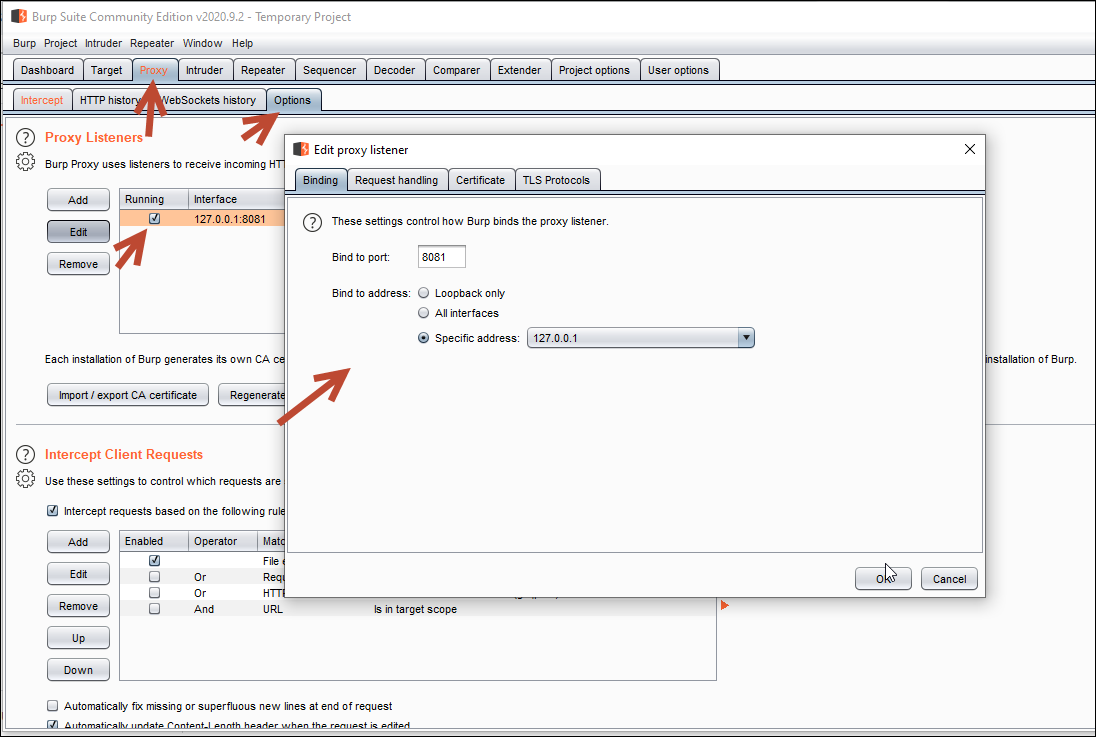 Burp Suite Community Edition v2020.9.2 - Temporary Project
Burp Project Intruder Repeater Window Help
Dashboard Target Proxy Intruder Repeater Sequencer Decoder Comparer Extender Project options User options
Intercept HTTP history WebSockets history Options
Proxy Listeners
Burp Proxy uses listeners to receive incoming
Add
Edit
Remove
Running Interface
127.0.0.1:8081
Each installation of Burp generates its own CA
installation of Burp.
Import / export CA certificate Regenerate
Edit proxy listener
Binding Request handling Certificate TLS Protocols
These settings control how Burp binds the proxy listener.
Bind to port: 8081
Bind to address: Loopback only
All interfaces
Specific address: 127.0.0.1
OK Cancel
Intercept Client Requests
Use these settings to control which requests are
Intercept requests based on the following
Add
Edit
Remove
Up
Down
Enabled Operator
File
Or
Or
And URL Is in target scope
Automatically fix missing or superfluous new lines at end of request
Automatically update Content-Length header when the request is edited